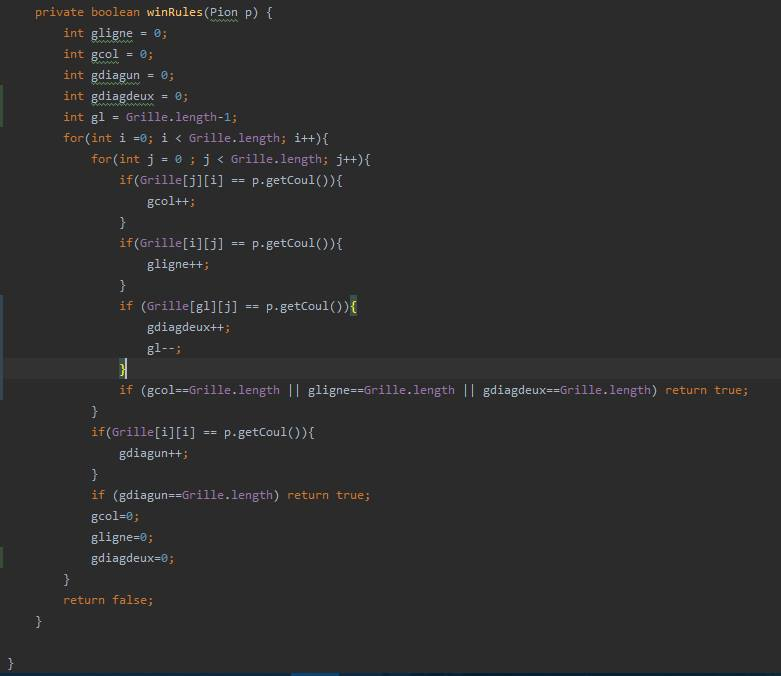 private boolean winRules(Pion p) {
int gligne = 0;
int gcol = 0;
int gdiagun = 0;
int gdiagdeux = 0;
int gl = Grille.length-1;
for(int i =0; i < Grille.length; i++){
for(int j = 0 ; j < Grille.length; j++){
if(Grille[j][i] == p.getCoul()){
gcol++;
}
if(Grille[i][j] == p.getCoul()){
gligne++;
}
if (Grille[gl][j] == p.getCoul()){
gdiagdeux++;
gl--;
}
if (gcol==Grille.length || gligne==Grille.length || gdiagdeux==Grille.length) return true;
}
if(Grille[i][i] == p.getCoul()){
gdiagun++;
}
if (gdiagun==Grille.length) return true;
gcol=0;
gligne=0;
gdiagdeux=0;
}
return false;
}
}